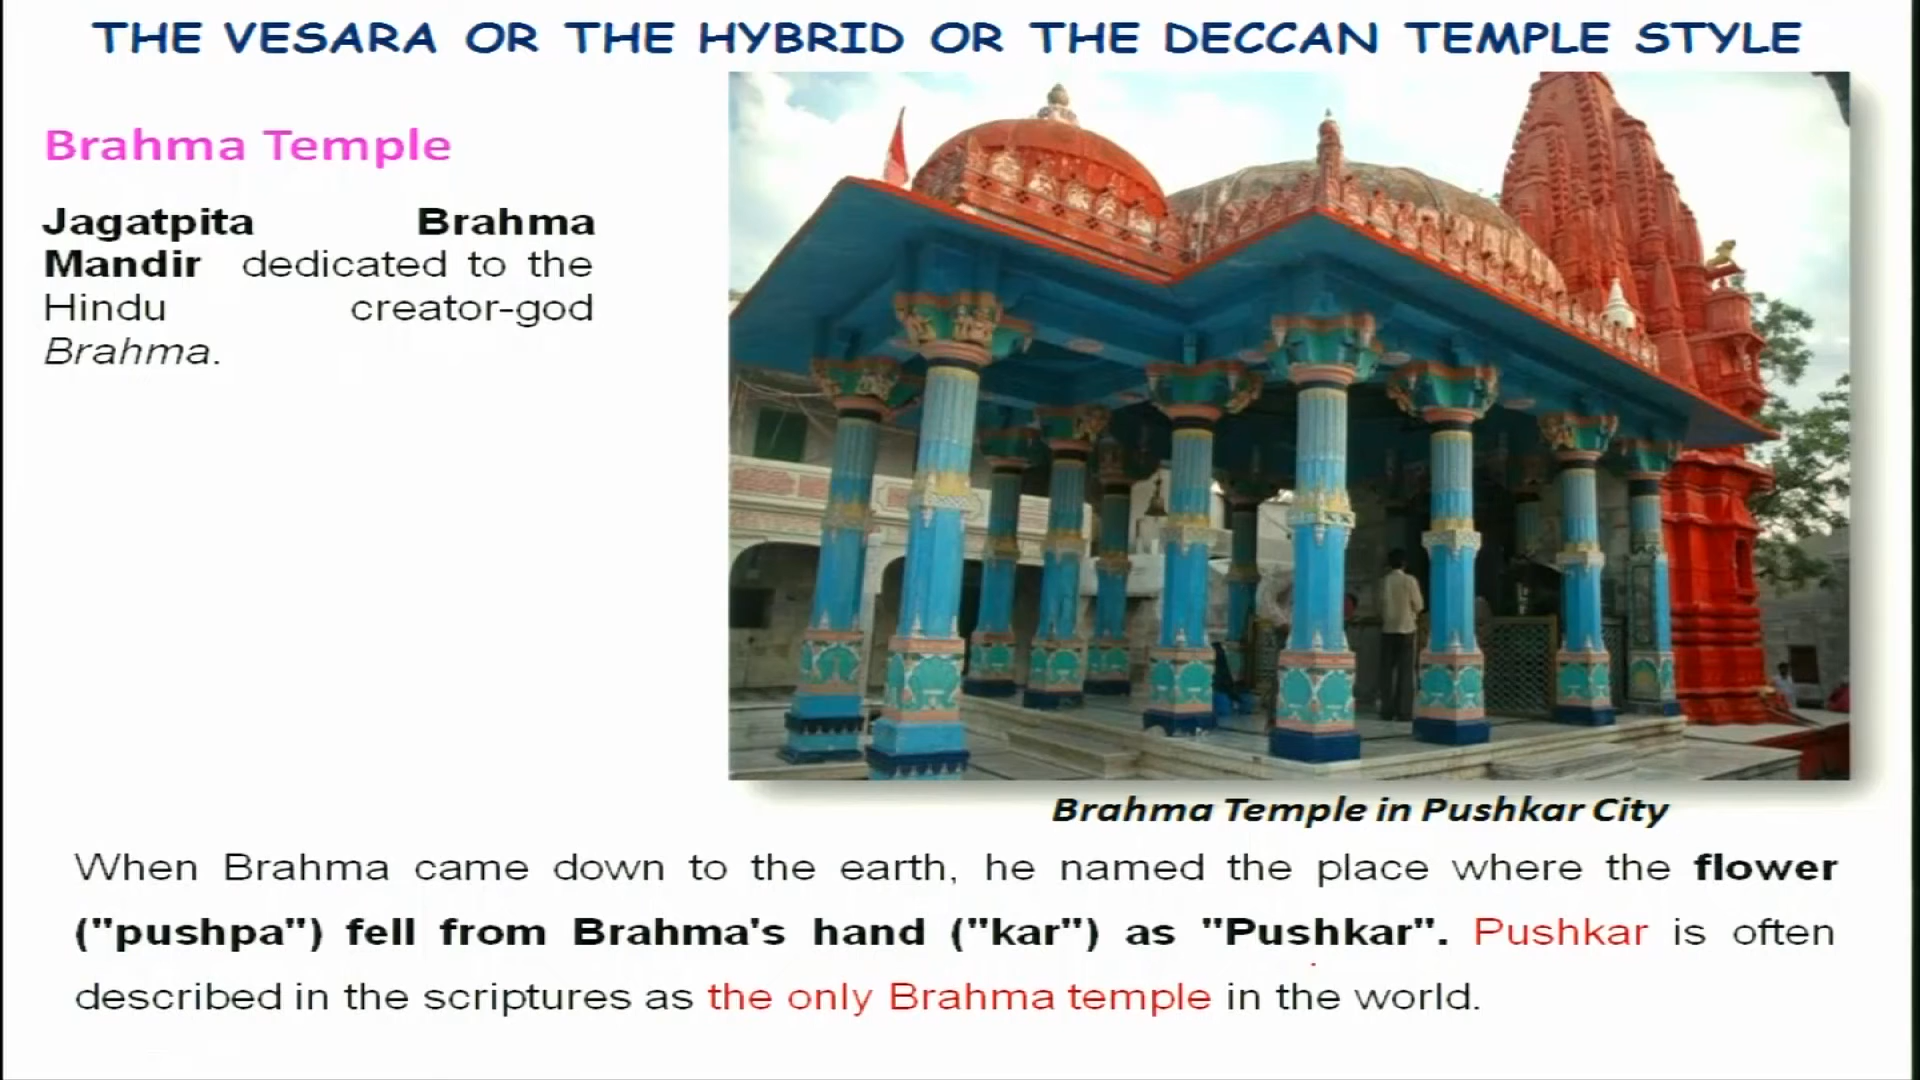 THE VESARA OR THE HYBRID OR THE DECCAN TEMPLE STYLE
Brahma Temple
Jagatpita Brahma
Mandir dedicated to the
Hindu creator-god
Brahma.
Brahma Temple in Pushkar City
When Brahma came down to the earth, he named the place where the flower
("pushpa") fell from Brahma's hand ("kar") as "Pushkar". Pushkar is often
described in the scriptures as the only Brahma temple in the world.